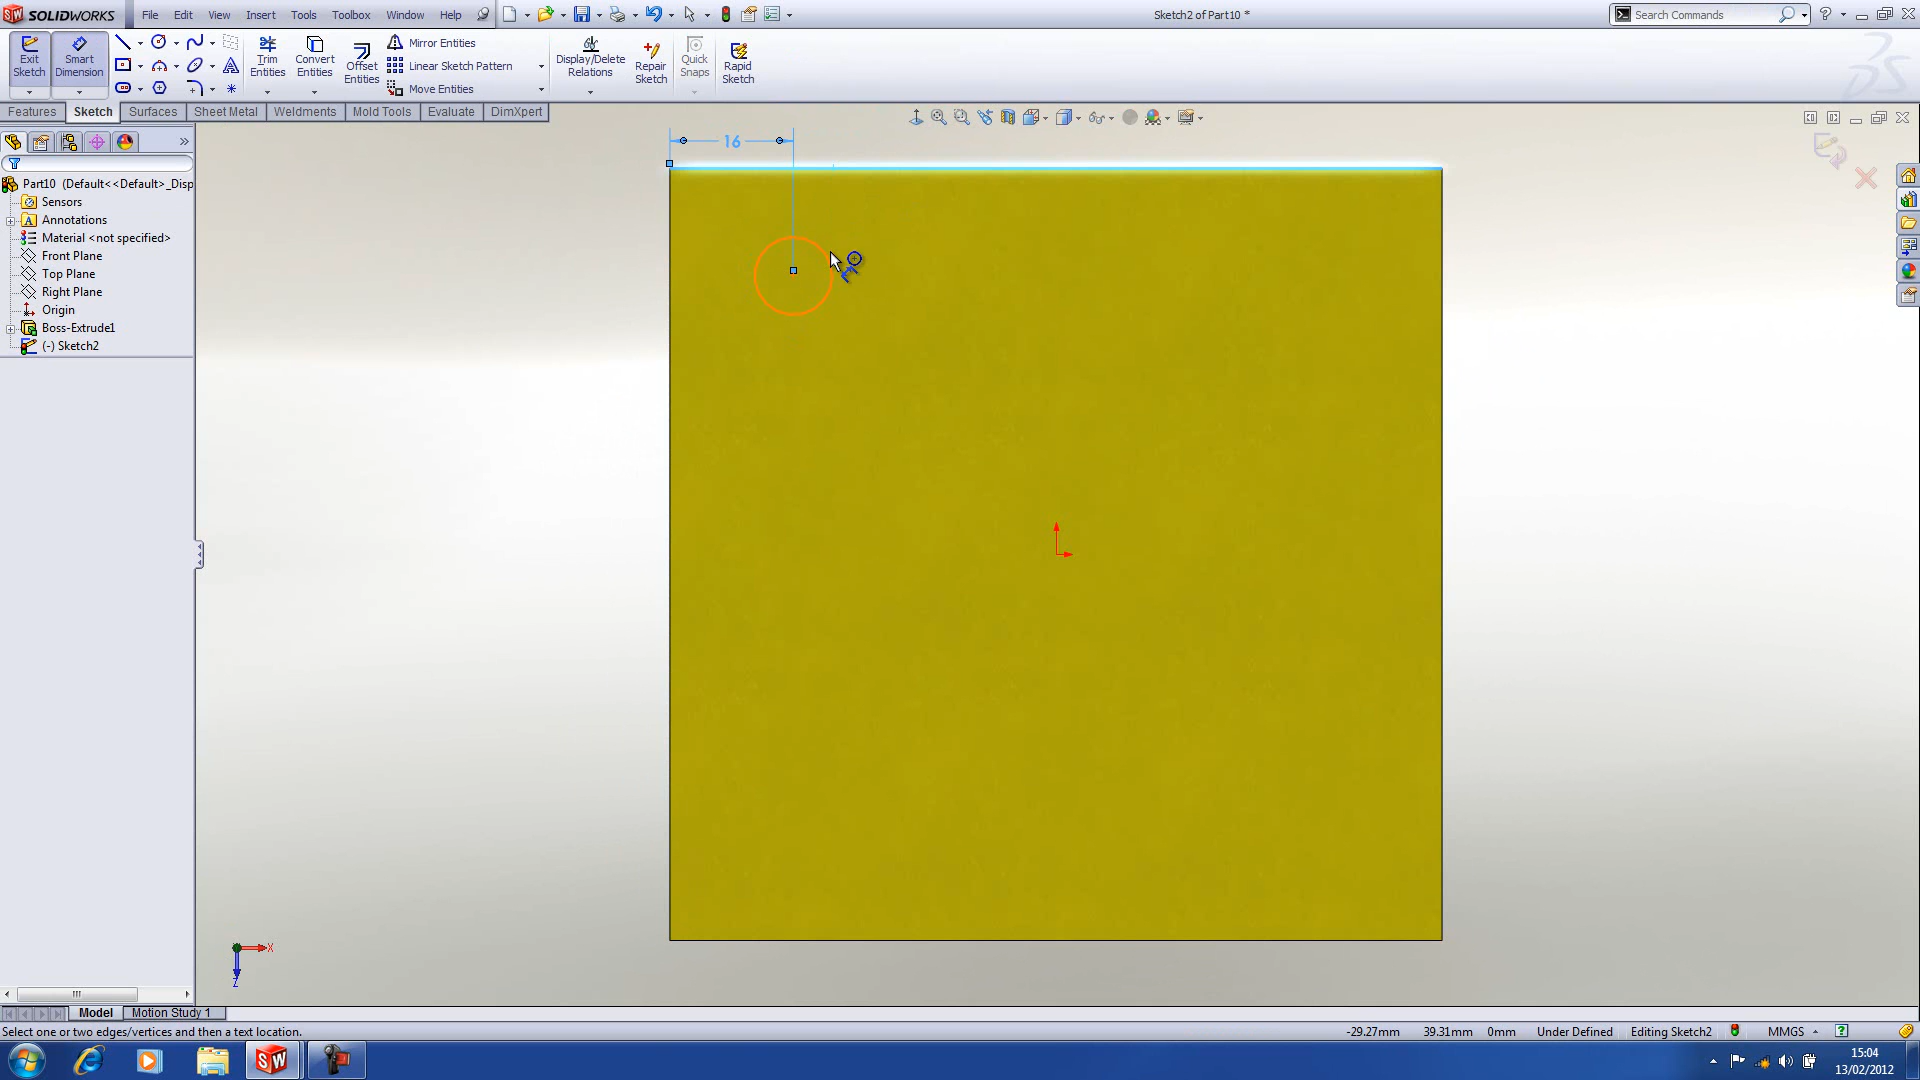 SOLIDWORKS File Edit View Insert Tools Toolbox Window Help Sketch2 of Part10 * Search Commands
Exit Sketch
Smart Dimension
Trim Entities
Convert Entities
Offset Entities
Mirror Entities
Linear Sketch Pattern
Move Entities
Display/Delete Relations
Repair Sketch
Quick Snaps
Rapid Sketch
Features Sketch Surfaces Sheet Metal Weldments Mold Tools Evaluate DimXpert
16
Part10 (Default<<Default>_Disp
Sensors
Annotations
Material <not specified>
Front Plane
Top Plane
Right Plane
Origin
Boss-Extrude1
(-) Sketch2
X
Z
Model Motion Study 1
Select one or two edges/vertices and then a text location. -29.27mm 39.31mm 0mm Under Defined Editing Sketch2 MMGS
15:04
13/02/2012